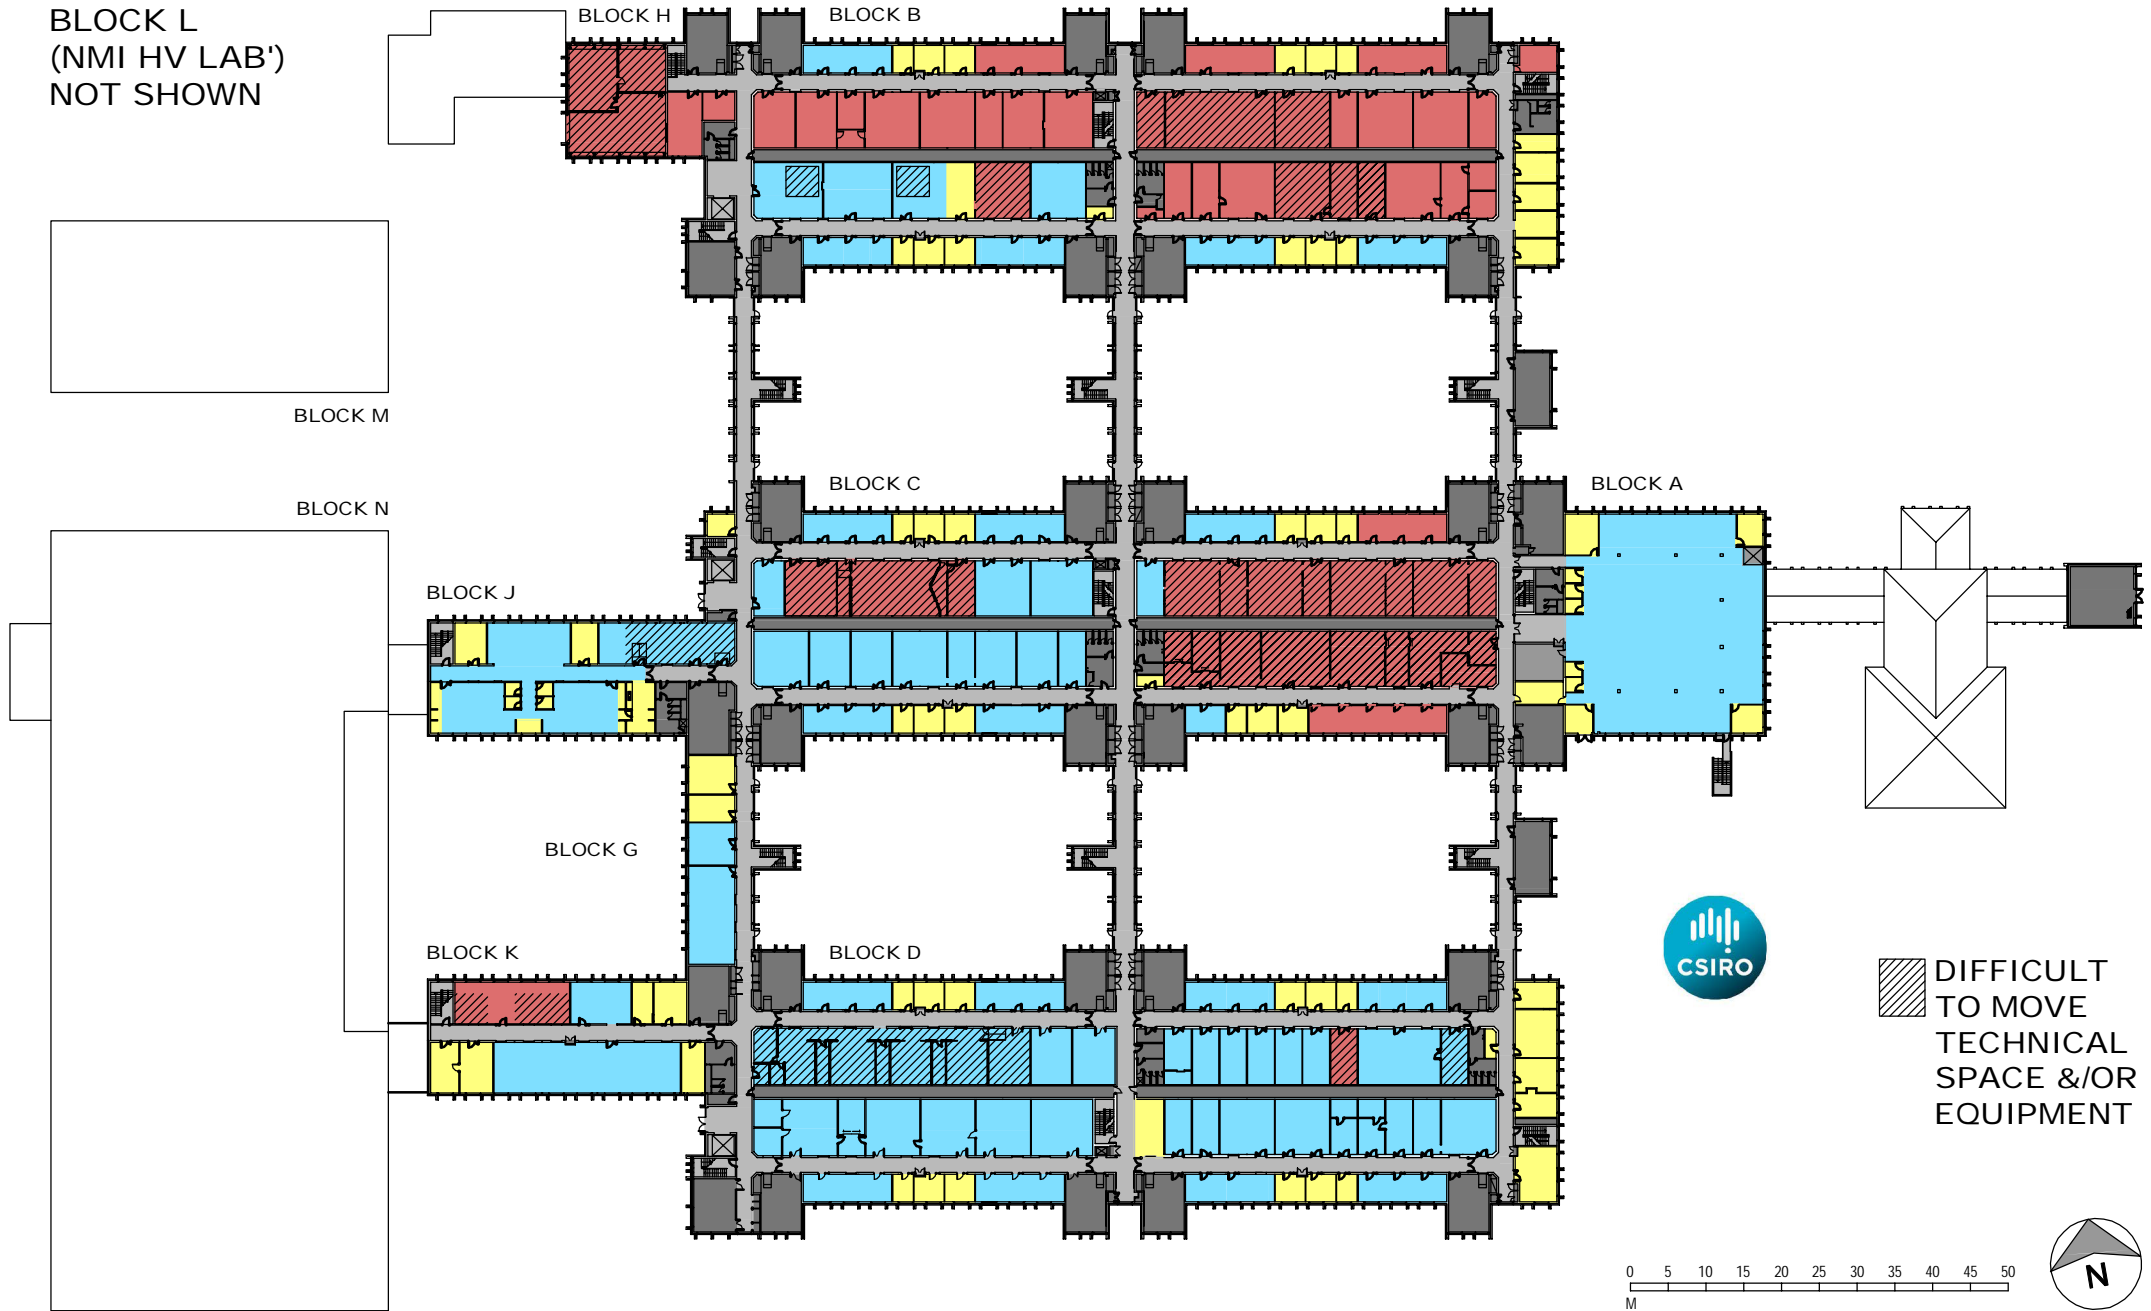 BLOCK L
(NMI HV LAB')
NOT SHOWN
BLOCK H
BLOCK B
BLOCK M
BLOCK C
BLOCK A
BLOCK N
BLOCK J
BLOCK G
BLOCK K
BLOCK D
CSIRO
DIFFICULT
TO MOVE
TECHNICAL
SPACE &/OR
EQUIPMENT
0 5 10 15 20 25 30 35 40 45 50
M
N